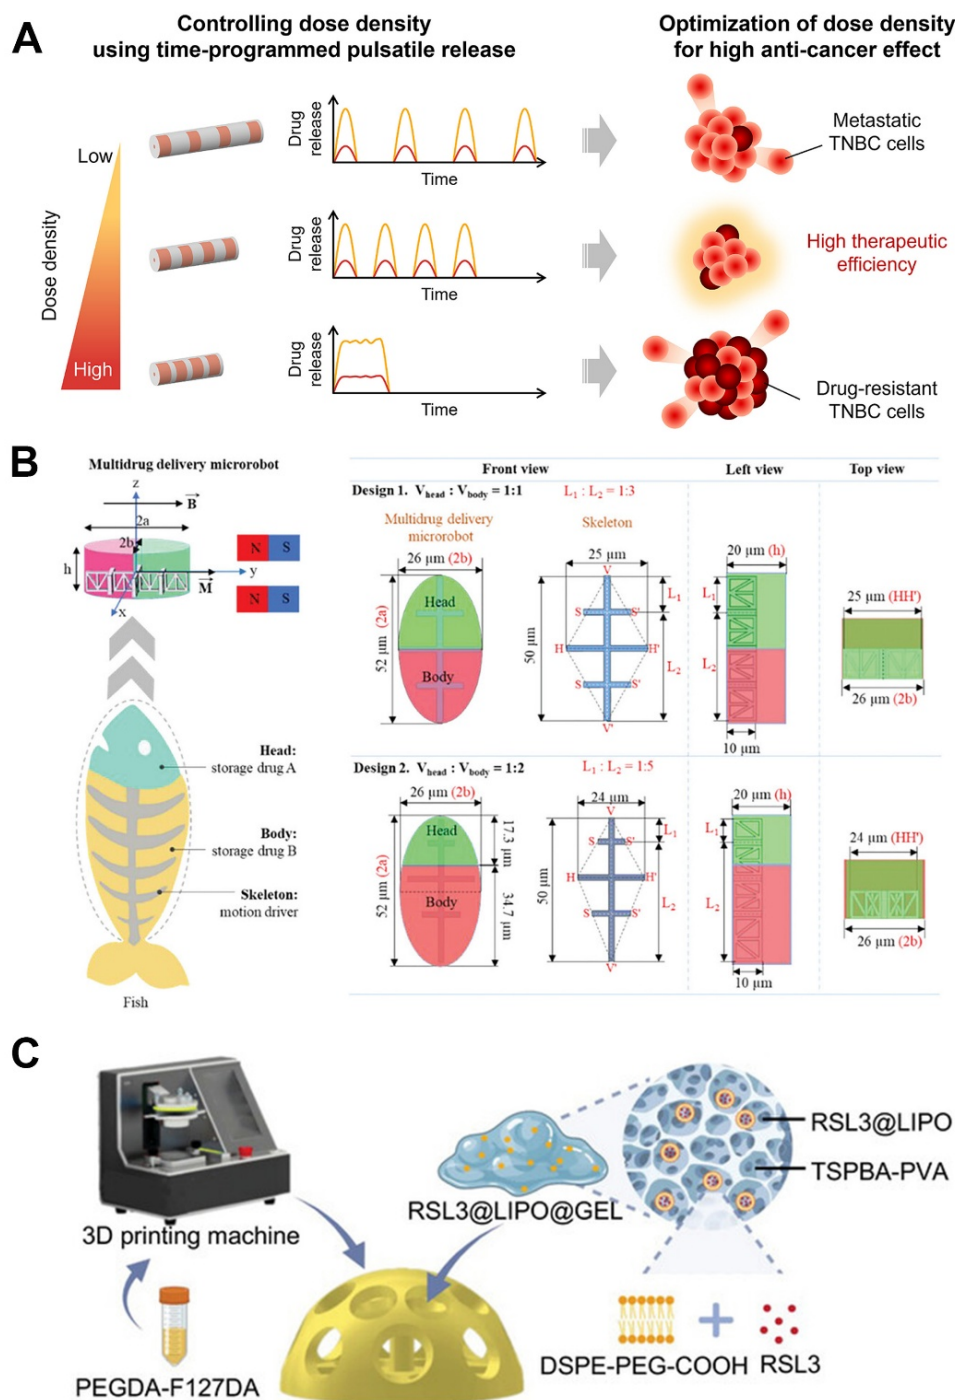 A
Controlling dose density
using time-programmed pulsatile release
Optimization of dose density
for high anti-cancer effect
Dose density
Low
High
Drug
release
Time
Metastatic
TNBC cells
Drug
release
Time
High therapeutic
efficiency
Drug
release
Time
Drug-resistant
TNBC cells
B
Multidrug delivery microrobot
z
B
2a
2b
h
M
y
x
N S
N S
Head:
storage drug A
Body:
storage drug B
Skeleton:
motion driver
Fish
Front view
Left view
Top view
Design 1. Vhead : Vbody = 1:1
L1 : L2 = 1:3
Multidrug delivery
microrobot
Skeleton
26 µm (2b)
52 µm (2a)
Head
Body
25 µm
50 µm
V
S S'
H H'
S S'
V'
L1
L2
20 µm (h)
L1
L2
10 µm
25 µm (HH')
26 µm (2b)
Design 2. Vhead : Vbody = 1:2
L1 : L2 = 1:5
26 µm (2b)
52 µm (2a)
Head
Body
17.3 µm
34.7 µm
24 µm
50 µm
V
S S'
H H'
S S'
V'
L1
L2
20 µm (h)
L1
L2
10 µm
24 µm (HH')
26 µm (2b)
C
3D printing machine
PEGDA-F127DA
RSL3@LIPO@GEL
RSL3@LIPO
TSPBA-PVA
DSPE-PEG-COOH RSL3